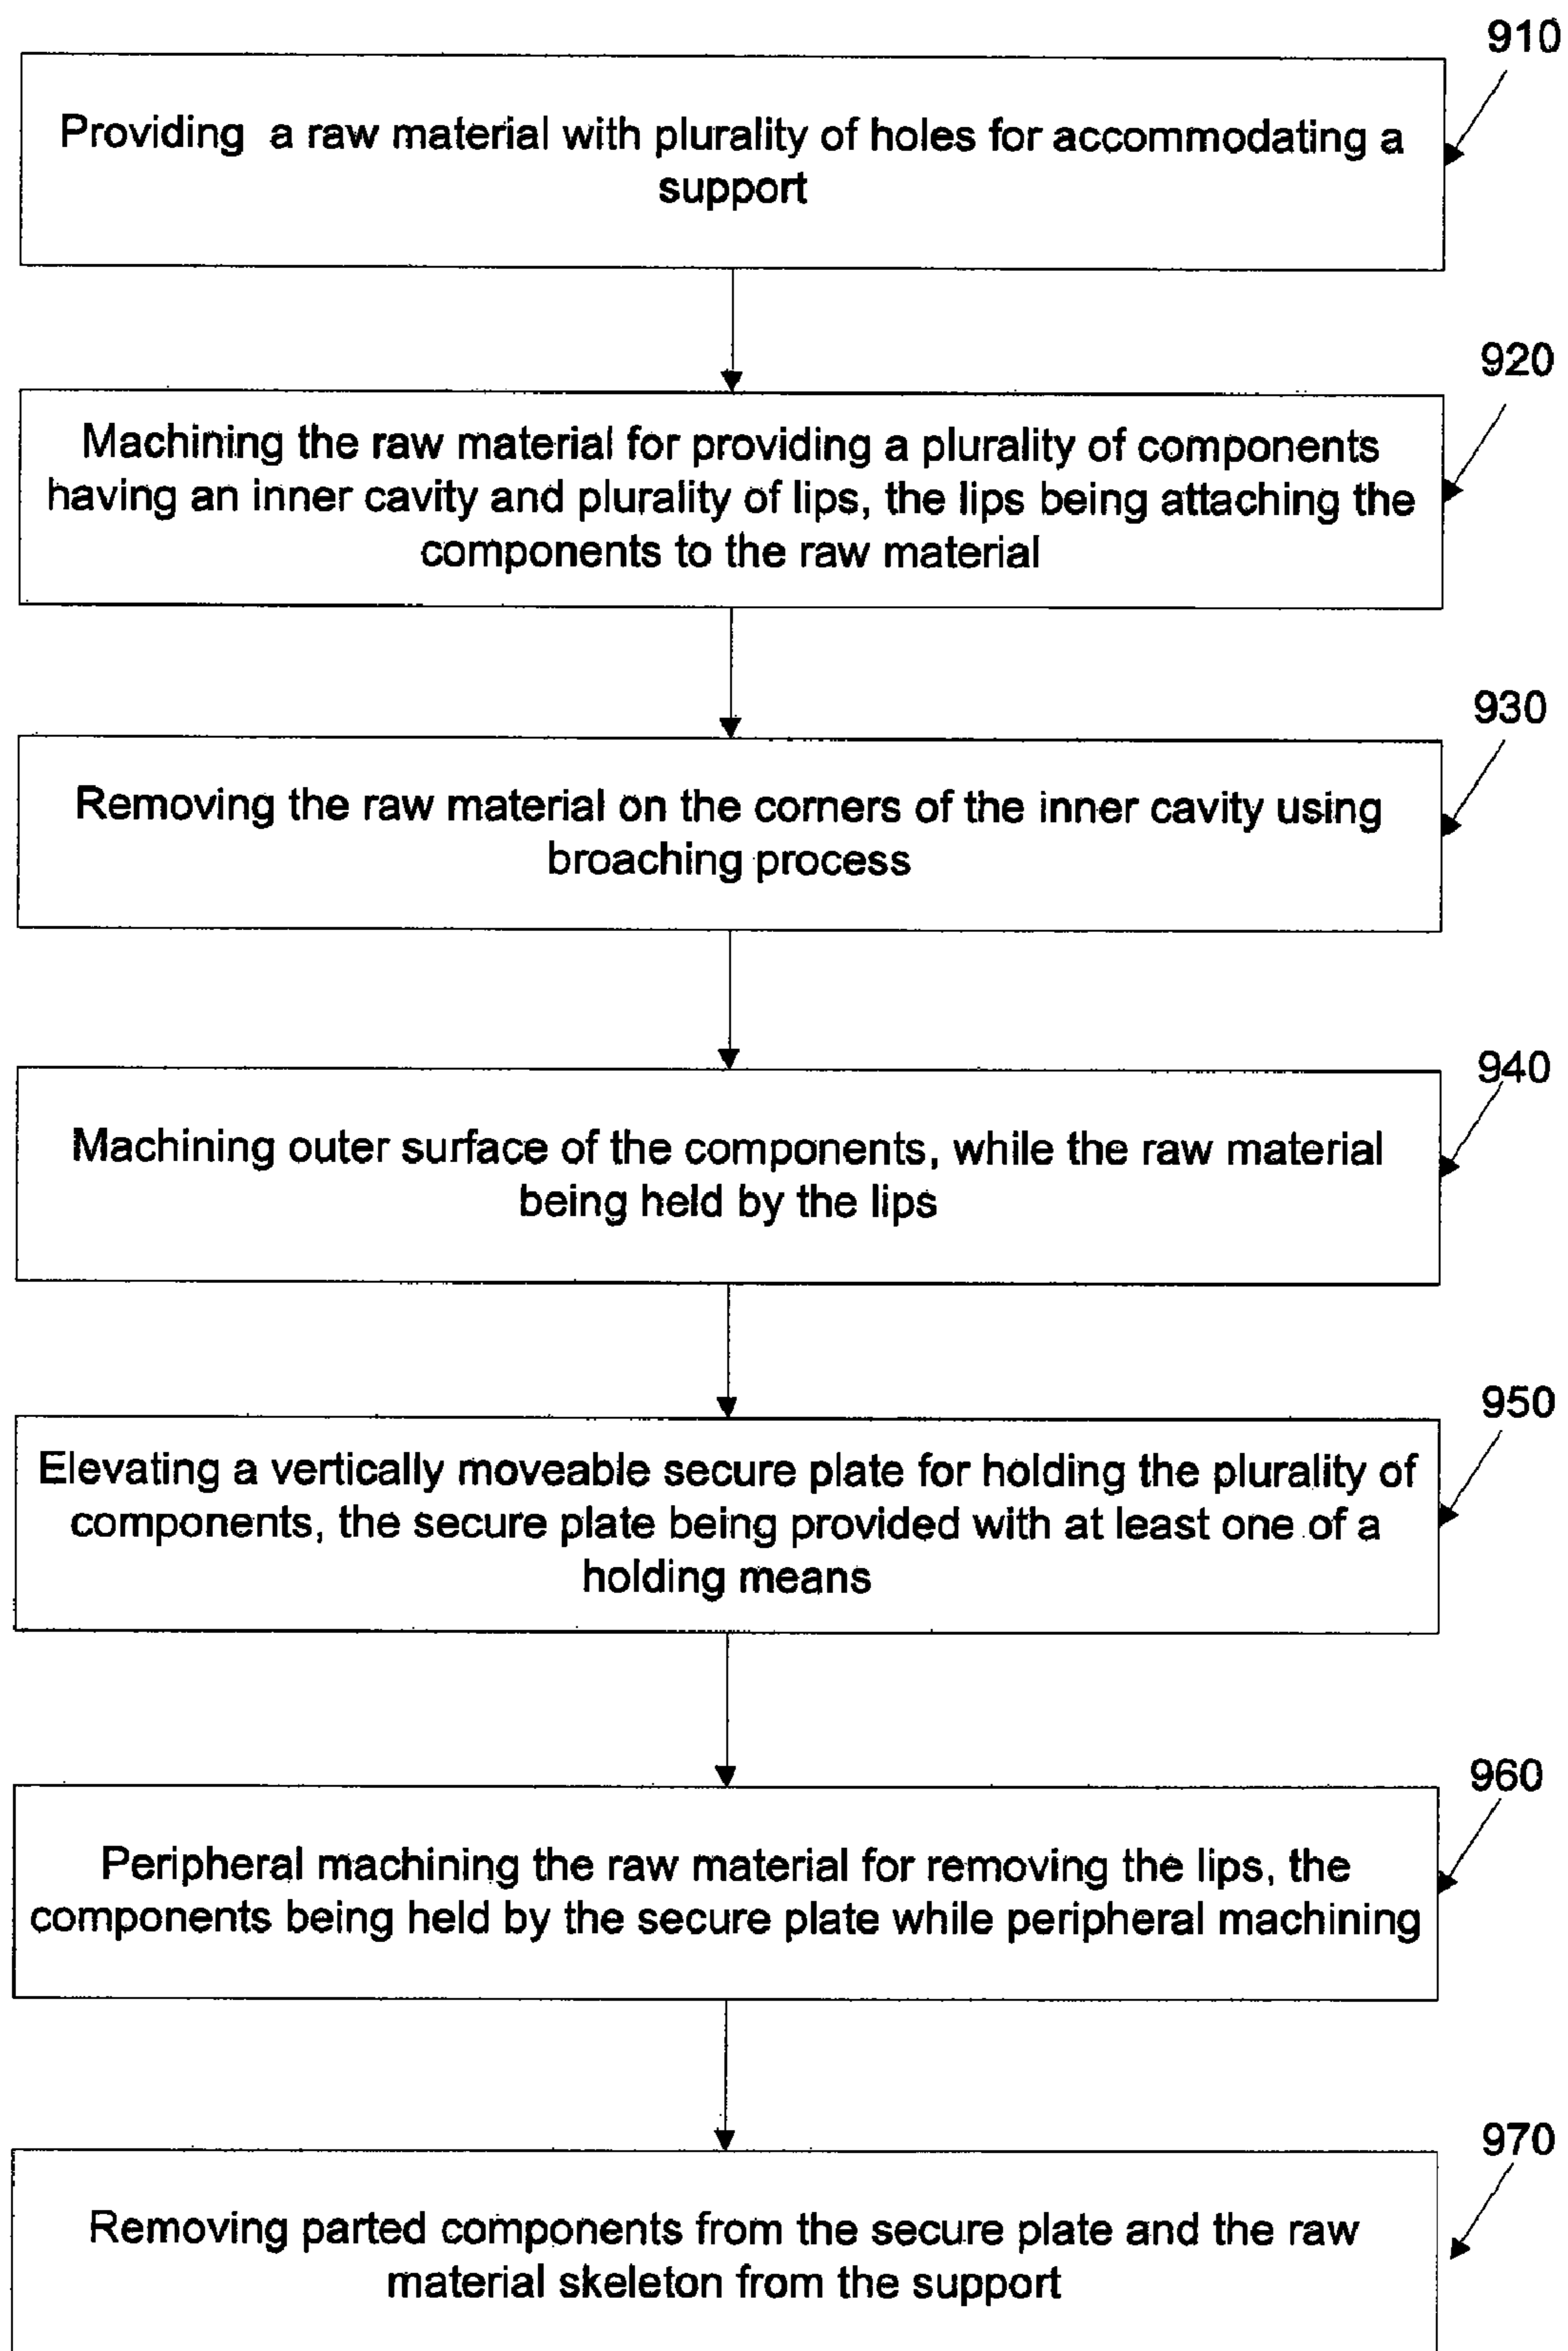 910
Providing a raw material with plurality of holes for accommodating a
support
920
Machining the raw material for providing a plurality of components
having an inner cavity and plurality of lips, the lips being attaching the
components to the raw material
930
Removing the raw material on the corners of the inner cavity using
broaching process
940
Machining outer surface of the components, while the raw material
being held by the lips
950
Elevating a vertically moveable secure plate for holding the plurality of
components, the secure plate being provided with at least one of a
holding means
960
Peripheral machining the raw material for removing the lips, the
components being held by the secure plate while peripheral machining
970
Removing parted components from the secure plate and the raw
material skeleton from the support